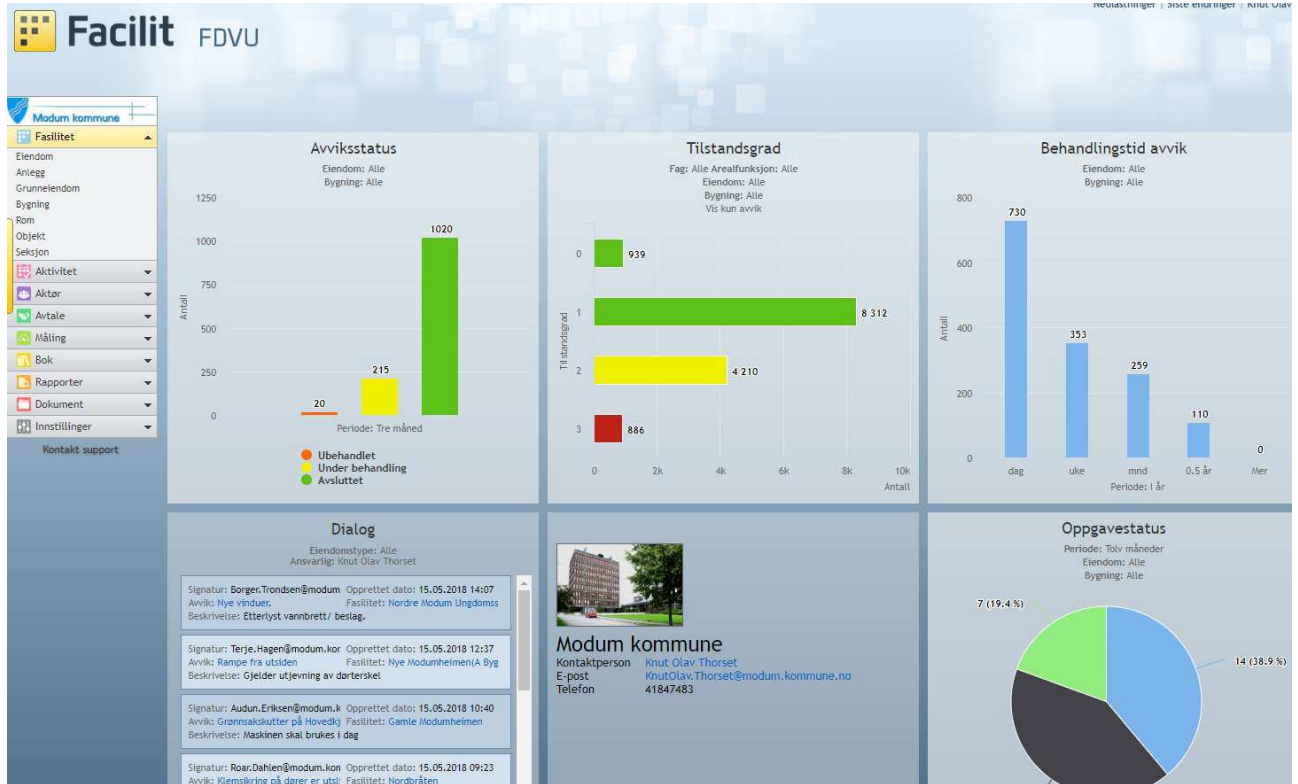 Nedlastninger | Siste endringer | Knut Olav
Facilit FDVU
Modum kommune
Fasilitet
Eiendom
Anlegg
Grunneiendom
Bygning
Rom
Objekt
Seksjon
Aktivitet
Aktør
Avtale
Måling
Bok
Rapporter
Dokument
Innstillinger
Kontakt support
Avviksstatus
Eiendom: Alle
Bygning: Alle
1250
1000
750
500
250
0
Antall
20
215
1020
Periode: Tre måned
Ubehandlet
Under behandling
Avsluttet
Tilstandsgrad
Fag: Alle Arealfunksjon: Alle
Eiendom: Alle
Bygning: Alle
Vis kun avvik
Tilstandsgrad
0 939
1 8 312
2 4 210
3 886
0 2k 4k 6k 8k 10k
Antall
Behandlingstid avvik
Eiendom: Alle
Bygning: Alle
800
600
400
200
0
Antall
730
353
259
110
0
dag uke mnd 0.5 år Mer
Periode: I år
Dialog
Eiendomstype: Alle
Ansvarlig: Knut Olav Thorset
Signatur: Borger.Trondsen@modum Opprettet dato: 15.05.2018 14:07
Avvik: Nye vinduer. Fasilitet: Nordre Modum Ungdomss
Beskrivelse: Etterlyst vannbrett/ beslag.
Signatur: Terje.Hagen@modum.kor Opprettet dato: 15.05.2018 12:37
Avvik: Rampe fra utsiden Fasilitet: Nye Modumheimen(A Byg
Beskrivelse: Gjelder utjevning av dørterskel
Signatur: Audun.Eriksen@modum.k Opprettet dato: 15.05.2018 10:40
Avvik: Grønnsakskutter på Hovedkj Fasilitet: Gamle Modumheimen
Beskrivelse: Maskinen skal brukes i dag
Signatur: Roar.Dahlen@modum.kon Opprettet dato: 15.05.2018 09:23
Avvik: Klemsikring på dører er utsl: Fasilitet: Nordbråten
Modum kommune
Kontaktperson Knut Olav Thorset
E-post KnutOlav.Thorset@modum.kommune.no
Telefon 41847483
Oppgavestatus
Periode: Tolv måneder
Eiendom: Alle
Bygning: Alle
7 (19.4 %)
14 (38.9 %)